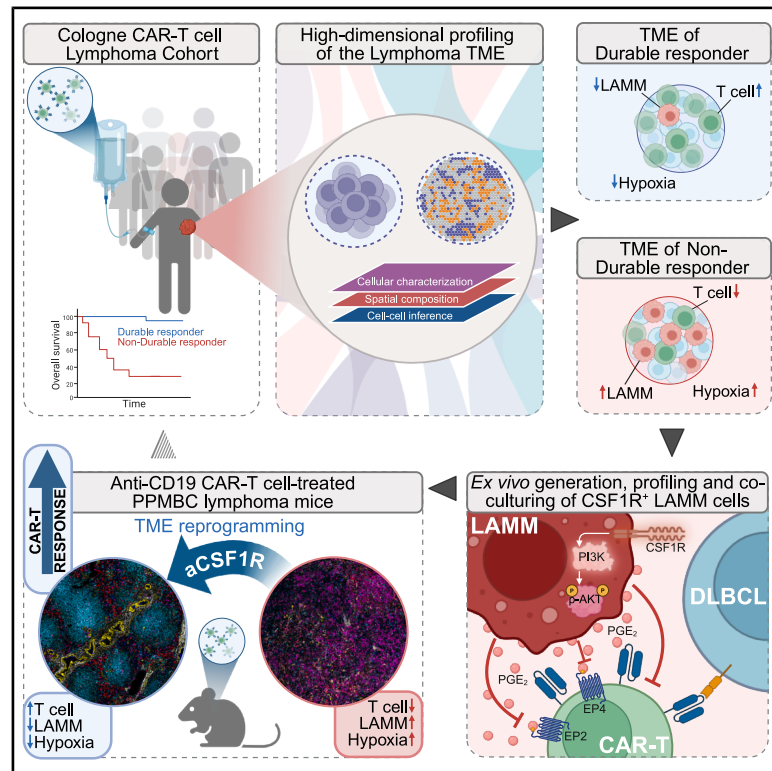 Cologne CAR-T cell
Lymphoma Cohort
100
80
60
40
20
0
Overall survival
Durable responder
Non-Durable responder
Time
High-dimensional profiling
of the Lymphoma TME
Cellular characterization
Spatial composition
Cell-cell inference
TME of
Durable responder
↓LAMM
T cell↑
↓Hypoxia
TME of Non-
Durable responder
T cell↓
↑LAMM
Hypoxia↑
Ex vivo generation, profiling and co-
culturing of CSF1R⁺ LAMM cells
LAMM
CSF1R
PI3K
P
P
p-AKT
DLBCL
PGE₂
PGE₂
EP4
EP2
CAR-T
Anti-CD19 CAR-T cell-treated
PPMBC lymphoma mice
TME reprogramming
aCSF1R
CAR-T
RESPONSE
↑T cell
↓LAMM
↓Hypoxia
T cell↓
LAMM↑
Hypoxia↑